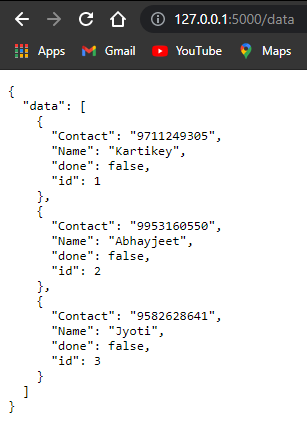 127.0.0.1:5000/data
Apps Gmail YouTube Maps
{
  "data": [
    {
      "Contact": "9711249305",
      "Name": "Kartikey",
      "done": false,
      "id": 1
    },
    {
      "Contact": "9953160550",
      "Name": "Abhayjeet",
      "done": false,
      "id": 2
    },
    {
      "Contact": "9582628641",
      "Name": "Jyoti",
      "done": false,
      "id": 3
    }
  ]
}